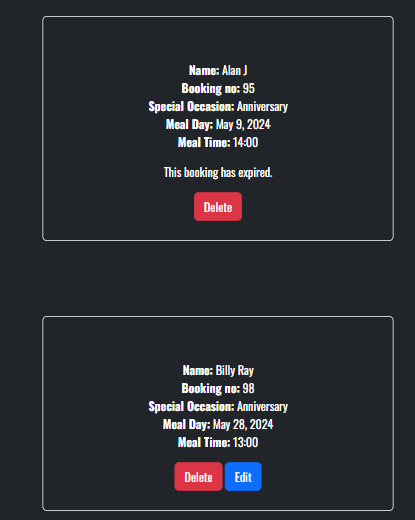 Name: Alan J
Booking no: 95
Special Occasion: Anniversary
Meal Day: May 9, 2024
Meal Time: 14:00
This booking has expired.
Delete
Name: Billy Ray
Booking no: 98
Special Occasion: Anniversary
Meal Day: May 28, 2024
Meal Time: 13:00
Delete Edit